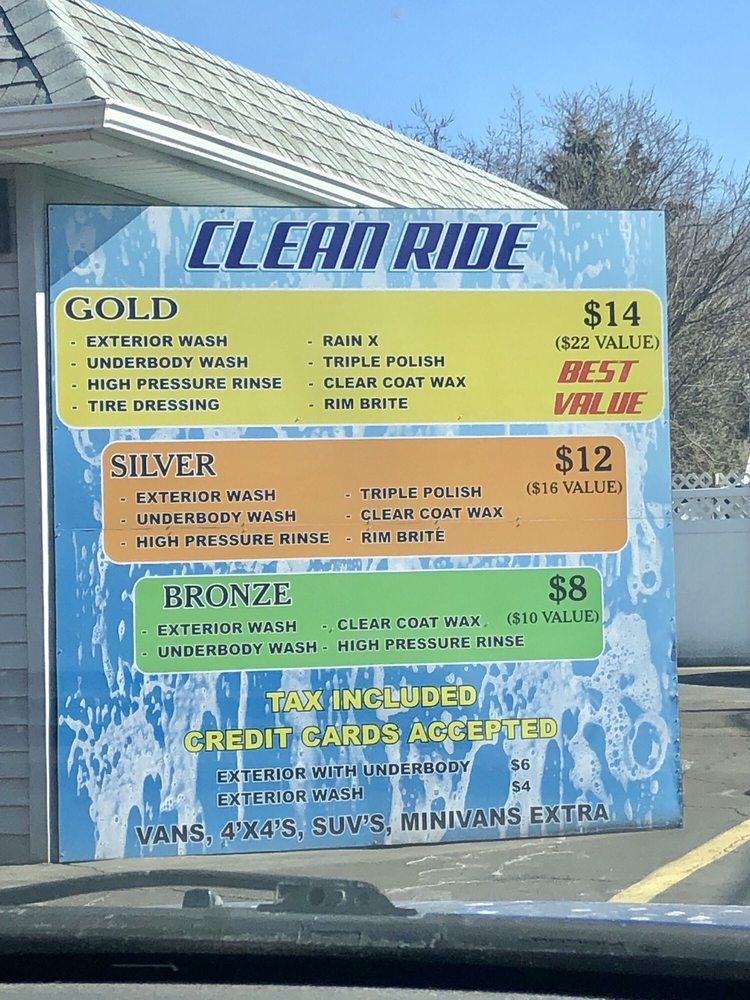 CLEAN RIDE
GOLD
$14
($22 VALUE)
BEST
VALUE
- EXTERIOR WASH
- UNDERBODY WASH
- HIGH PRESSURE RINSE
- TIRE DRESSING
- RAIN X
- TRIPLE POLISH
- CLEAR COAT WAX
- RIM BRITE
SILVER
$12
($16 VALUE)
- EXTERIOR WASH
- UNDERBODY WASH
- HIGH PRESSURE RINSE
- TRIPLE POLISH
- CLEAR COAT WAX
- RIM BRITE
BRONZE
$8
($10 VALUE)
- EXTERIOR WASH
- UNDERBODY WASH
- CLEAR COAT WAX
- HIGH PRESSURE RINSE
TAX INCLUDED
CREDIT CARDS ACCEPTED
EXTERIOR WITH UNDERBODY $6
EXTERIOR WASH $4
VANS, 4'X4'S, SUV'S, MINIVANS EXTRA